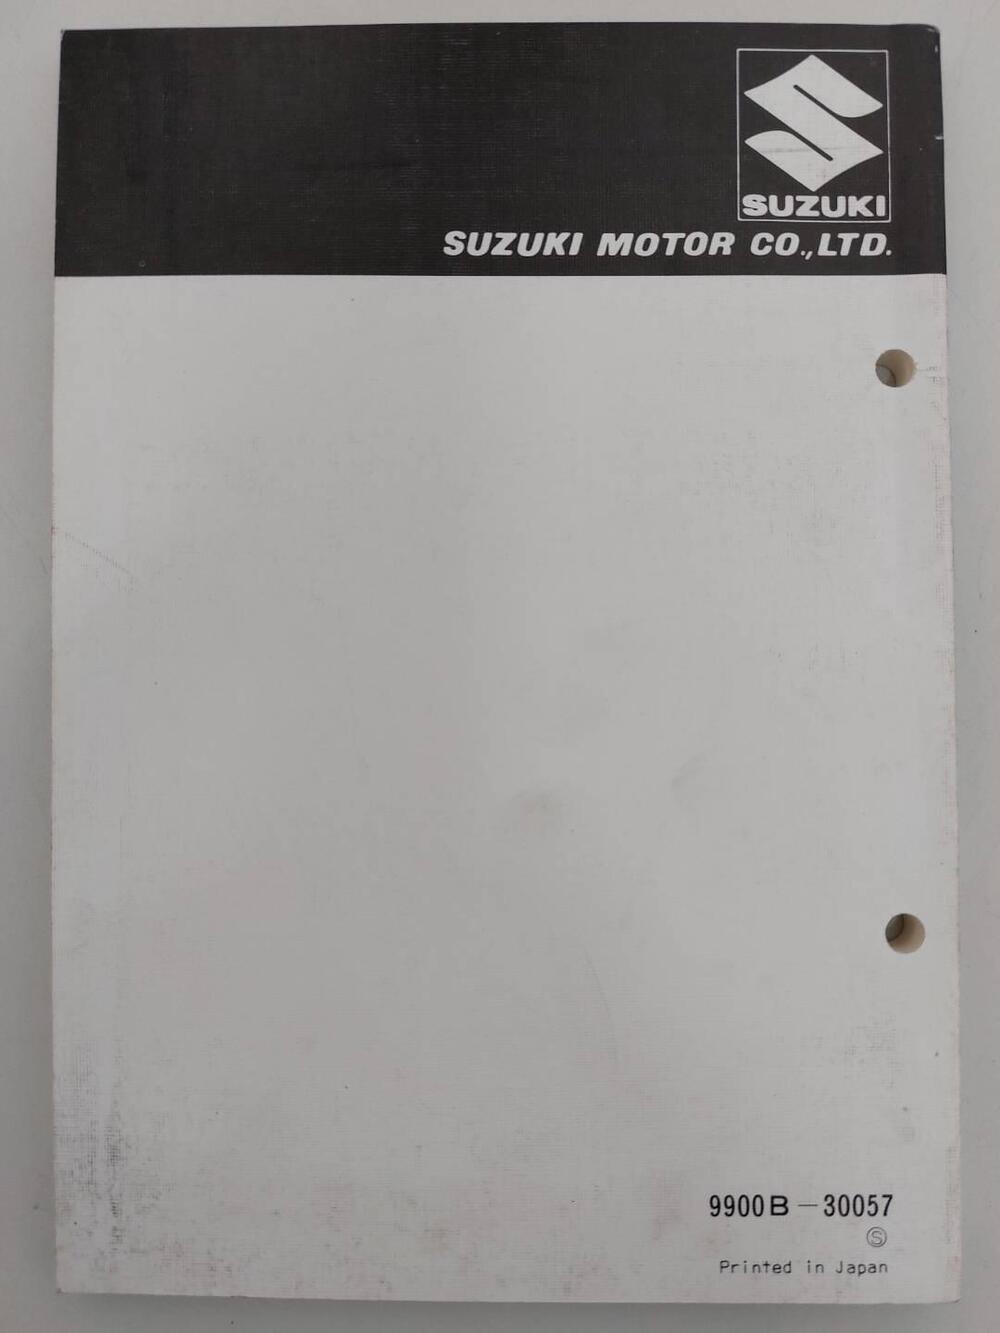 SUZUKI
SUZUKI MOTOR CO.,LTD.
9900B-30057
Ⓢ
Printed in Japan